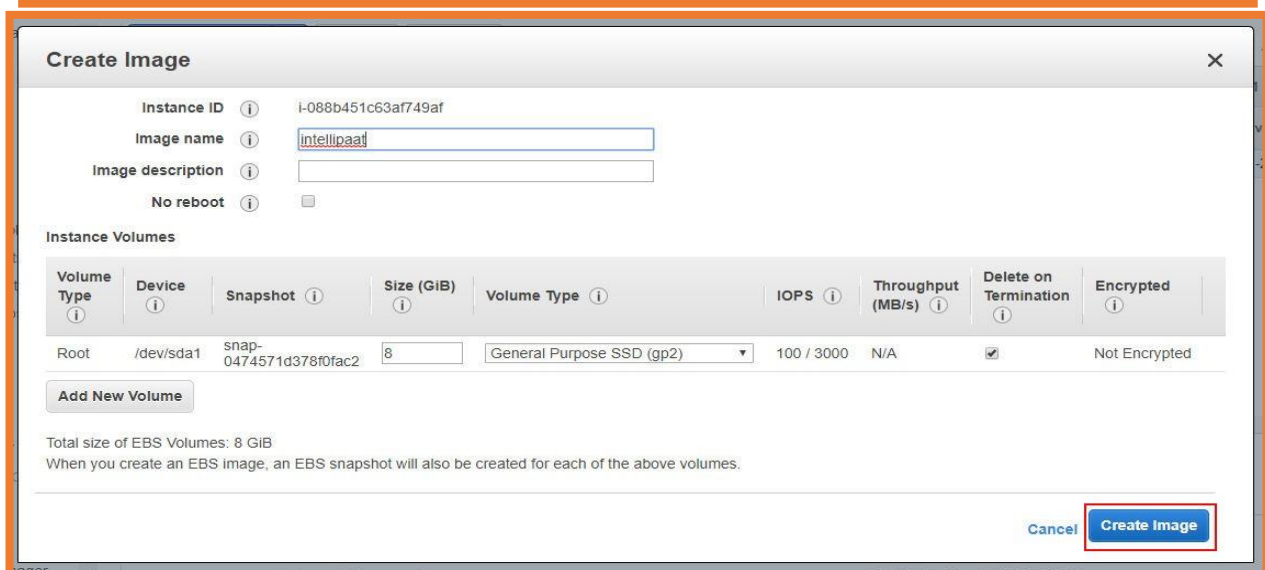 Create Image
Instance ID i-088b451c63af749af
Image name intellipaat
Image description
No reboot
Instance Volumes
Volume Type Device Snapshot Size (GiB) Volume Type IOPS Throughput (MB/s) Delete on Termination Encrypted
Root /dev/sda1 snap-0474571d378f0fac2 8 General Purpose SSD (gp2) 100 / 3000 N/A Not Encrypted
Add New Volume
Total size of EBS Volumes: 8 GiB
When you create an EBS image, an EBS snapshot will also be created for each of the above volumes.
Cancel Create Image